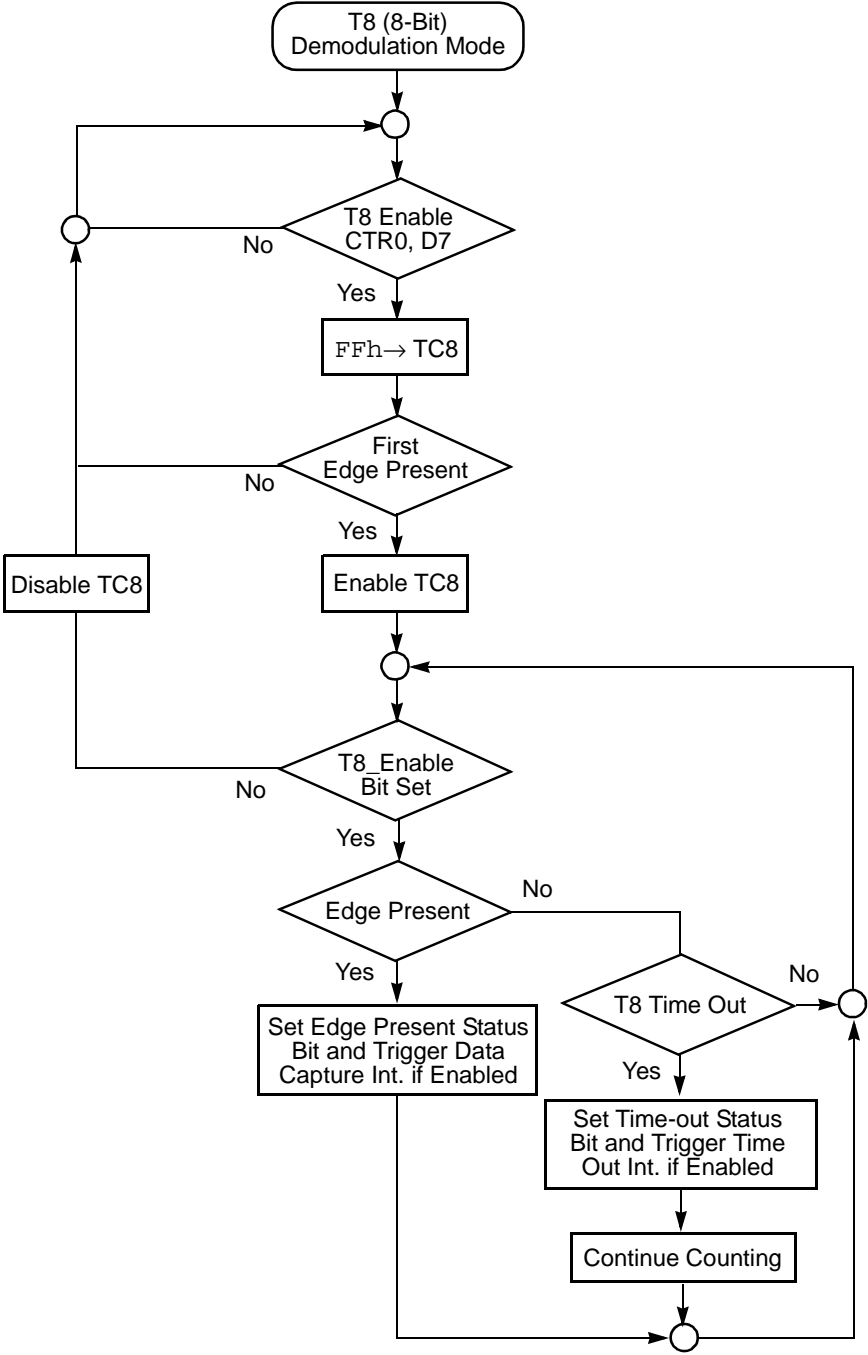 T8 (8-Bit)
Demodulation Mode
T8 Enable
CTR0, D7
No
Yes
FFh→ TC8
First
Edge Present
No
Yes
Disable TC8
Enable TC8
T8_Enable
Bit Set
No
Yes
Edge Present
No
Yes
T8 Time Out
No
Set Edge Present Status
Bit and Trigger Data
Capture Int. if Enabled
Yes
Set Time-out Status
Bit and Trigger Time
Out Int. if Enabled
Continue Counting